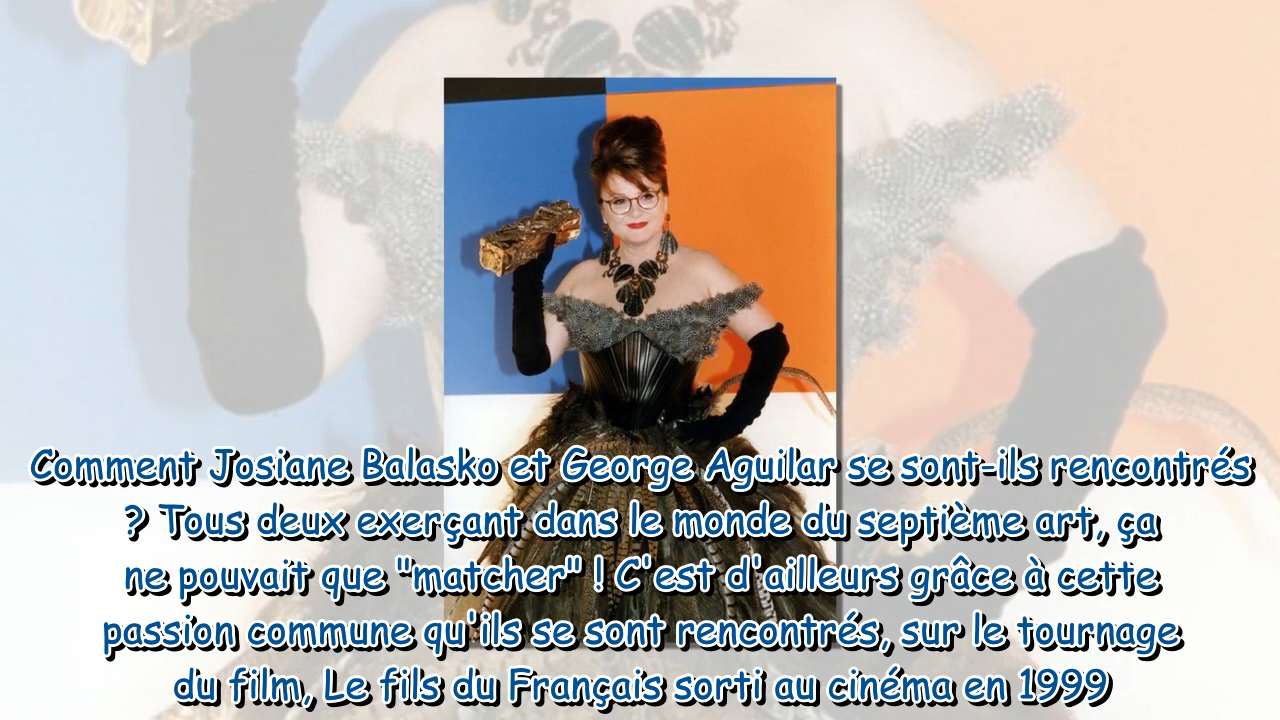 Comment Josiane Balasko et George Aguilar se sont-ils rencontrés
? Tous deux exerçant dans le monde du septième art, ça
ne pouvait que "matcher" ! C'est d'ailleurs grâce à cette
passion commune qu'ils se sont rencontrés, sur le tournage
du film, Le fils du Français sorti au cinéma en 1999